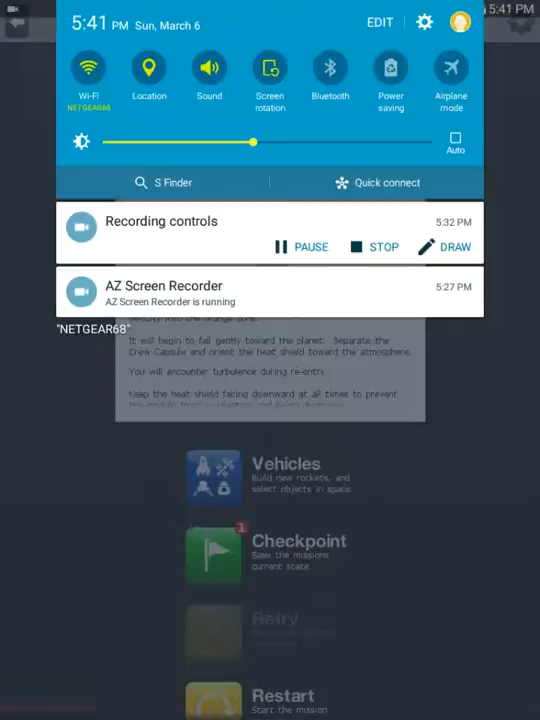 5:41 PM
5:41 PM Sun, March 6 EDIT
Wi-Fi
NETGEAR68
Location
Sound
Screen
rotation
Bluetooth
Power
saving
Airplane
mode
Auto
S Finder
Quick connect
Recording controls 5:32 PM
PAUSE STOP DRAW
AZ Screen Recorder 5:27 PM
AZ Screen Recorder is running
"NETGEAR68"
It will begin to fall gently toward the planet. Separate the
Crew Capsule and orient the heat shield toward the atmosphere.
You will encounter turbulence during re-entry.
Keep the heat shield facing downward at all times to prevent
Vehicles
Build new rockets, and
select objects in space.
1
Checkpoint
Save the missions
current state.
Retry
Restart
Start the mission